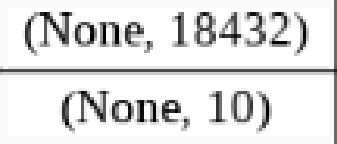 (None, 18432)
(None, 10)